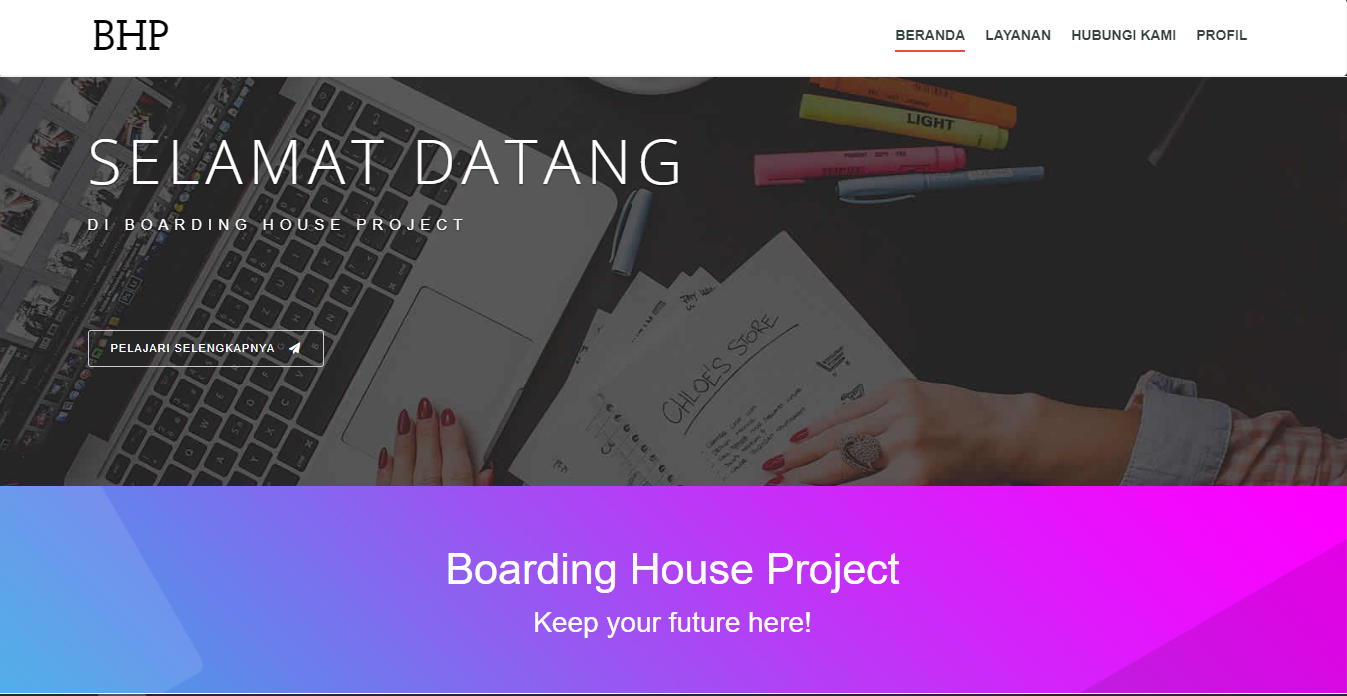 BHP
BERANDA LAYANAN HUBUNGI KAMI PROFIL
SELAMAT DATANG
DI BOARDING HOUSE PROJECT
PELAJARI SELENGKAPNYA
LIGHT
CHLOE'S STORE
Boarding House Project
Keep your future here!